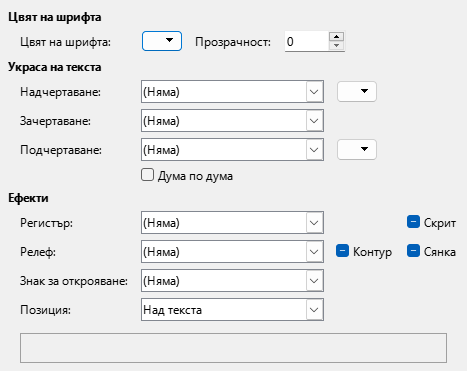 Цвят на шрифта
Цвят на шрифта: Прозрачност: 0
Украса на текста
Надчертаване: (Няма)
Зачертаване: (Няма)
Подчертаване: (Няма)
Дума по дума
Ефекти
Регистър: (Няма) Скрит
Релеф: (Няма) Контур Сянка
Знак за открояване: (Няма)
Позиция: Над текста